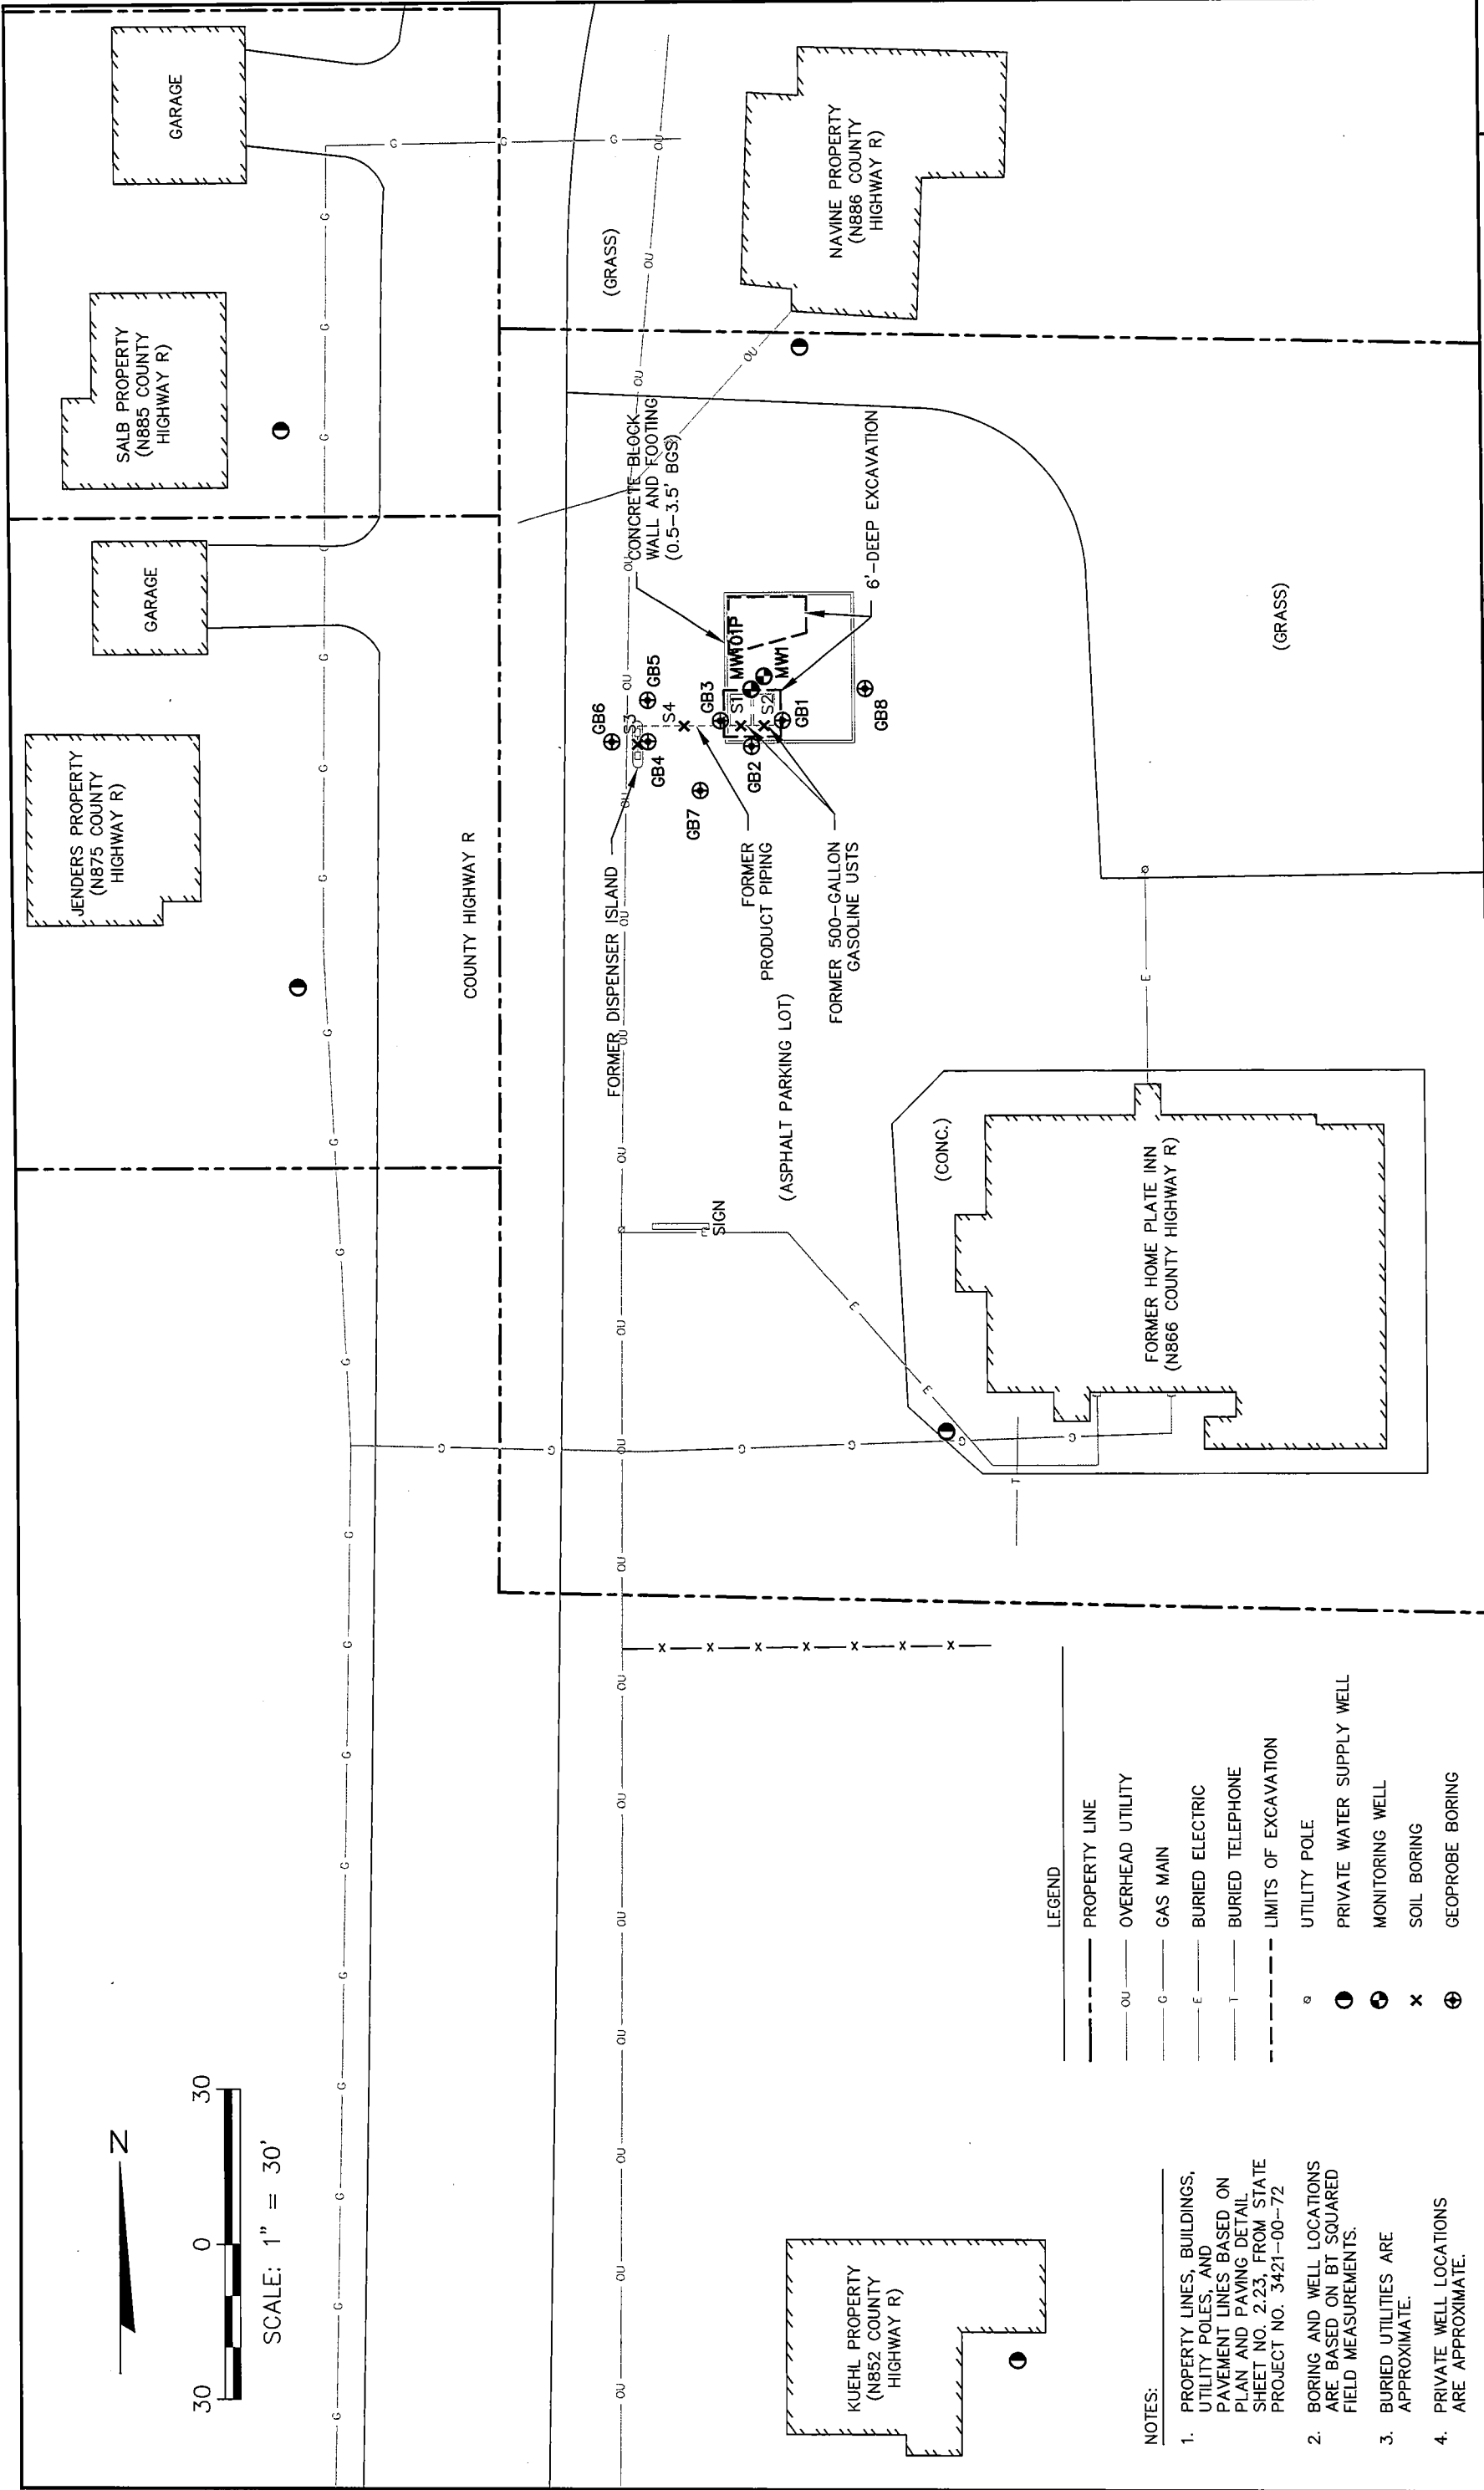 N
30
0
30
SCALE: 1" = 30'
KUEHL PROPERTY
(N852 COUNTY
HIGHWAY R)
JENDERS PROPERTY
(N875 COUNTY
HIGHWAY R)
GARAGE
SALB PROPERTY
(N885 COUNTY
HIGHWAY R)
GARAGE
COUNTY HIGHWAY R
(GRASS)
NAVINE PROPERTY
(N886 COUNTY
HIGHWAY R)
FORMER DISPENSER ISLAND
CONCRETE BLOCK
WALL AND FOOTING
(0.5-3.5' BGS)
GB6
S3
GB4
GB5
S4
GB7
GB3
MW101P
S1
S2
MW1
GB2
GB1
GB8
6'-DEEP EXCAVATION
FORMER
PRODUCT PIPING
FORMER 500-GALLON
GASOLINE USTS
SIGN
(ASPHALT PARKING LOT)
(CONC.)
FORMER HOME PLATE INN
(N866 COUNTY HIGHWAY R)
(GRASS)
G
OU
E
T
X
LEGEND
PROPERTY LINE
OU OVERHEAD UTILITY
G GAS MAIN
E BURIED ELECTRIC
T BURIED TELEPHONE
LIMITS OF EXCAVATION
UTILITY POLE
PRIVATE WATER SUPPLY WELL
MONITORING WELL
SOIL BORING
GEOPROBE BORING
NOTES:
1. PROPERTY LINES, BUILDINGS,
UTILITY POLES, AND
PAVEMENT LINES BASED ON
PLAN AND PAVING DETAIL
SHEET NO. 2.23, FROM STATE
PROJECT NO. 3421-00-72
2. BORING AND WELL LOCATIONS
ARE BASED ON BT SQUARED
FIELD MEASUREMENTS.
3. BURIED UTILITIES ARE
APPROXIMATE.
4. PRIVATE WELL LOCATIONS
ARE APPROXIMATE.